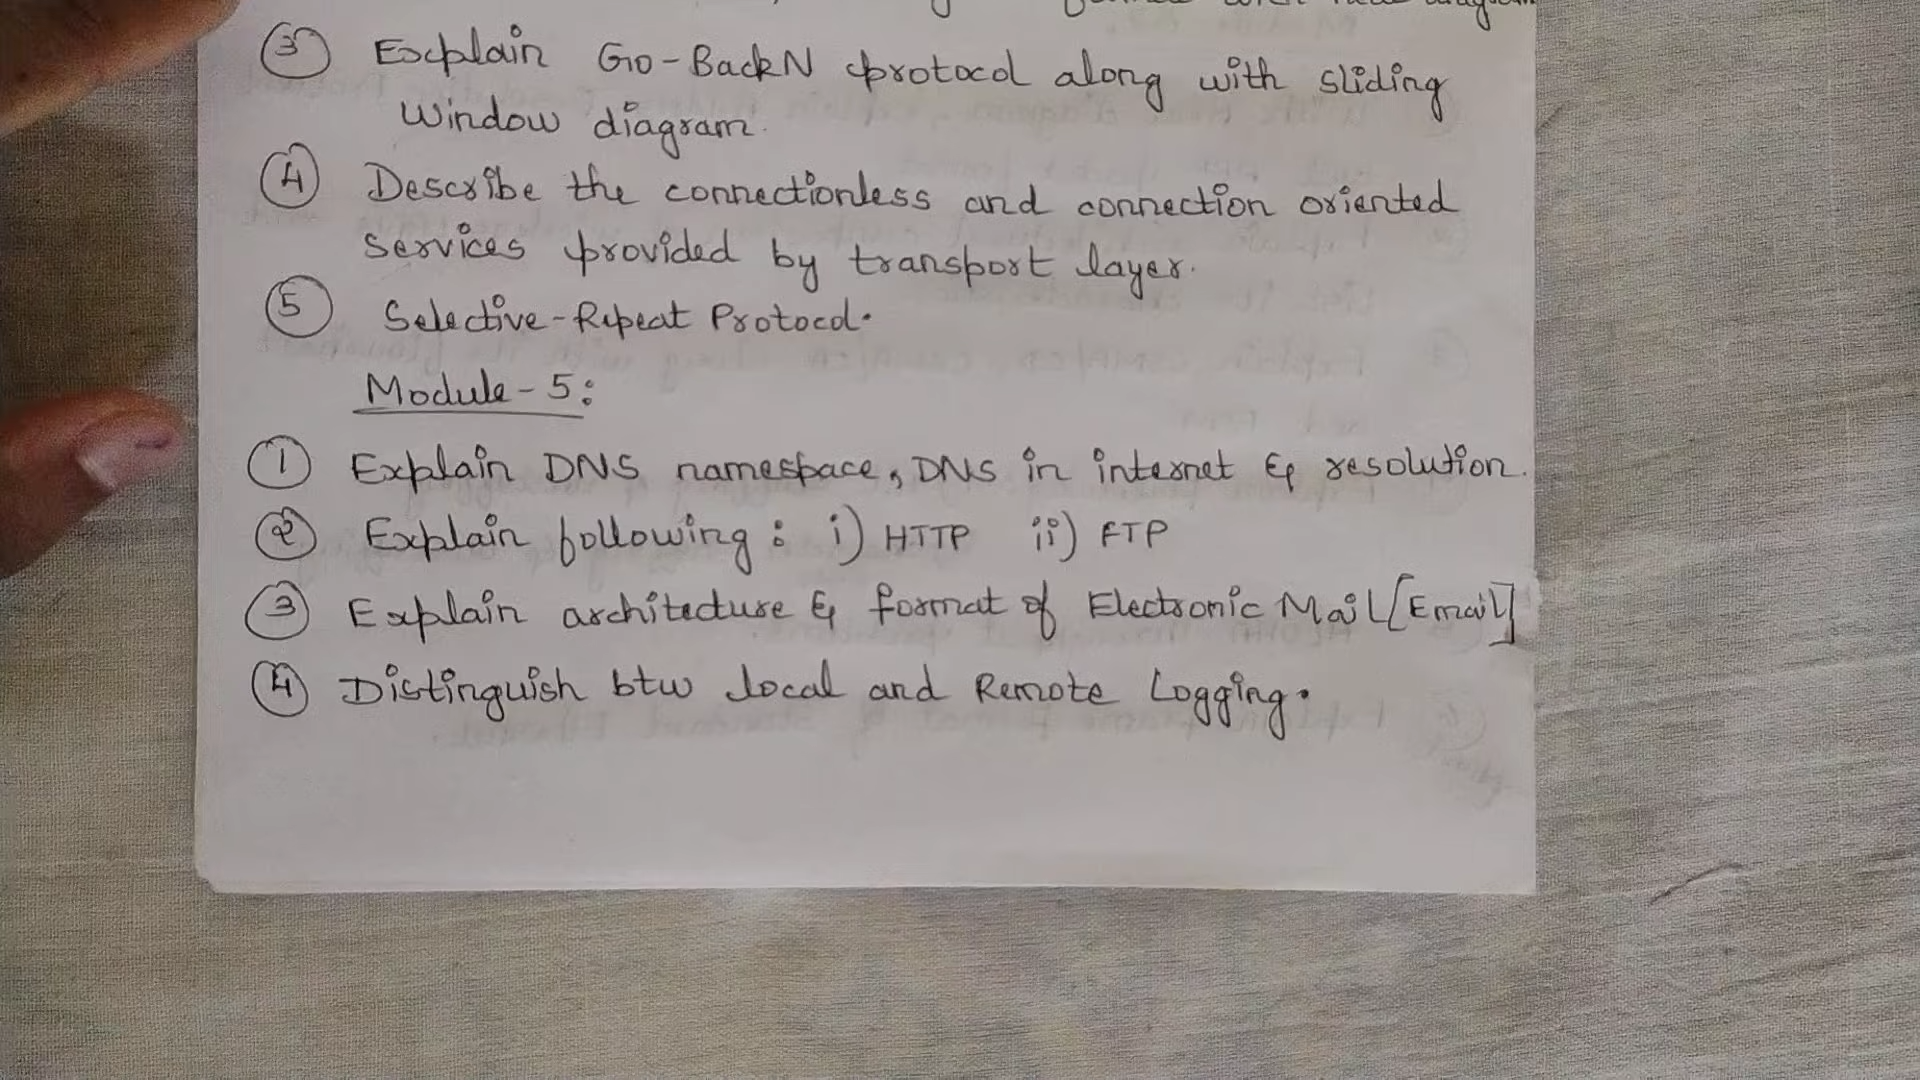 ③ Explain Go-BackN protocol along with sliding
window diagram.
④ Describe the connectionless and connection oriented
services provided by transport layer.
⑤ Selective-Repeat Protocol.
Module-5:
① Explain DNS namespace, DNS in internet & resolution.
② Explain following: i) HTTP ii) FTP
③ Explain architecture & format of Electronic Mail [Email]
④ Distinguish btw local and Remote Logging.